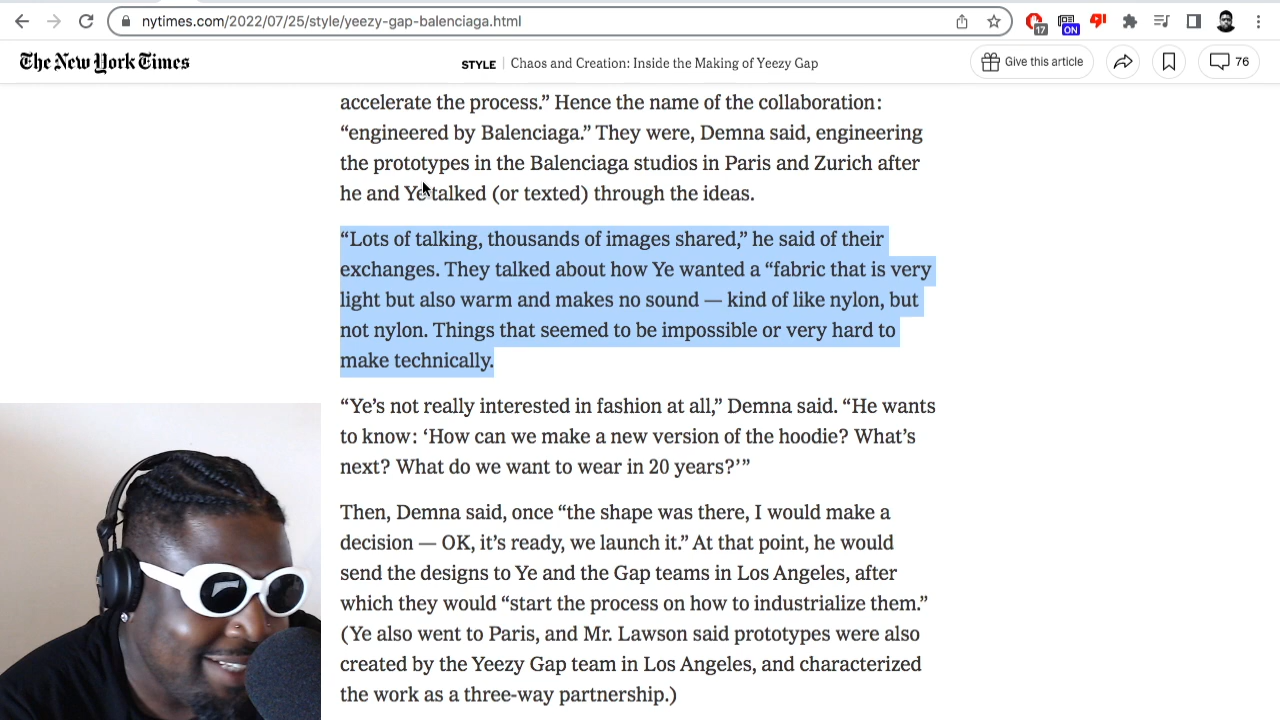 nytimes.com/2022/07/25/style/yeezy-gap-balenciaga.html
17
ON
The New York Times
STYLE | Chaos and Creation: Inside the Making of Yeezy Gap
Give this article
76
accelerate the process.” Hence the name of the collaboration:
“engineered by Balenciaga.” They were, Demna said, engineering
the prototypes in the Balenciaga studios in Paris and Zurich after
he and Ye talked (or texted) through the ideas.
“Lots of talking, thousands of images shared,” he said of their
exchanges. They talked about how Ye wanted a “fabric that is very
light but also warm and makes no sound — kind of like nylon, but
not nylon. Things that seemed to be impossible or very hard to
make technically.
“Ye’s not really interested in fashion at all,” Demna said. “He wants
to know: ‘How can we make a new version of the hoodie? What’s
next? What do we want to wear in 20 years?’”
Then, Demna said, once “the shape was there, I would make a
decision — OK, it’s ready, we launch it.” At that point, he would
send the designs to Ye and the Gap teams in Los Angeles, after
which they would “start the process on how to industrialize them.”
(Ye also went to Paris, and Mr. Lawson said prototypes were also
created by the Yeezy Gap team in Los Angeles, and characterized
the work as a three-way partnership.)